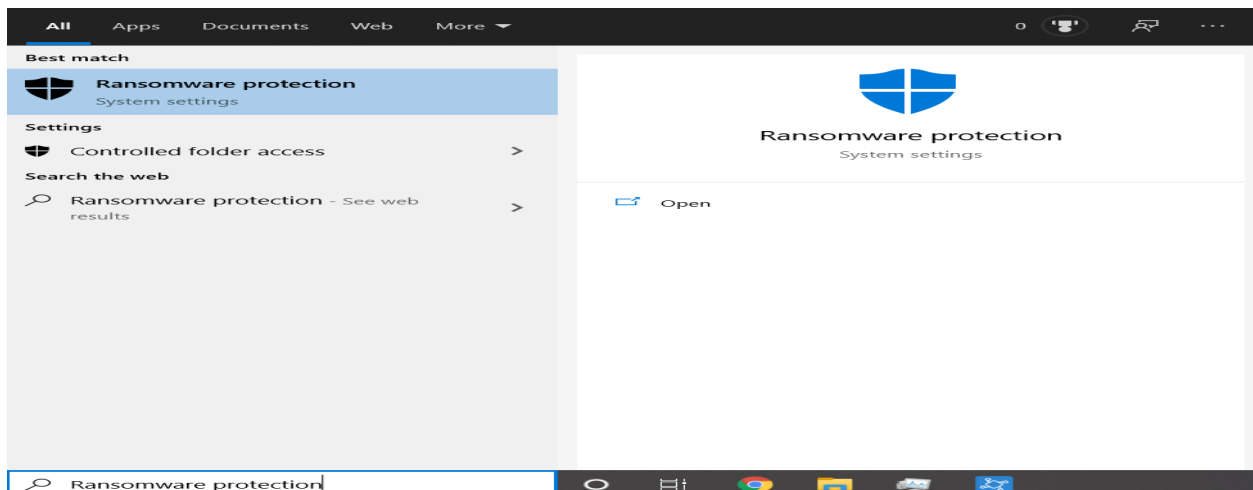 All Apps Documents Web More 0 ...
Best match
Ransomware protection
System settings
Settings
Controlled folder access
Search the web
Ransomware protection - See web
results
Ransomware protection
System settings
Open
Ransomware protection